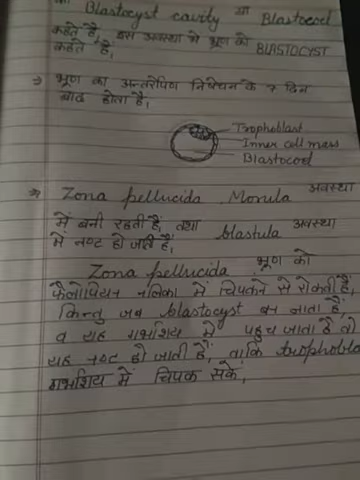 Blastocyst cavity या Blastocoel
कहते है, इस अवस्था मे भ्रूण को BLASTOCYST
कहते है,
भ्रूण का अन्तर्रोपण निषेचन के 7 दिन
बाद होता है,
Trophoblast
Inner cell mass
Blastocoel
Zona pellucida Morula अवस्था
में बनी रहती है, तथा blastula अवस्था
में नष्ट हो जाती है,
Zona pellucida भ्रूण को
फैलोपियन नलिका में चिपकने से रोकती है,
किन्तु जब blastocyst बन जाता है,
व यह गर्भाशय में पहुच जाता है तो
यह नष्ट हो जाती है, ताकि trophobla
गर्भाशय में चिपक सके,